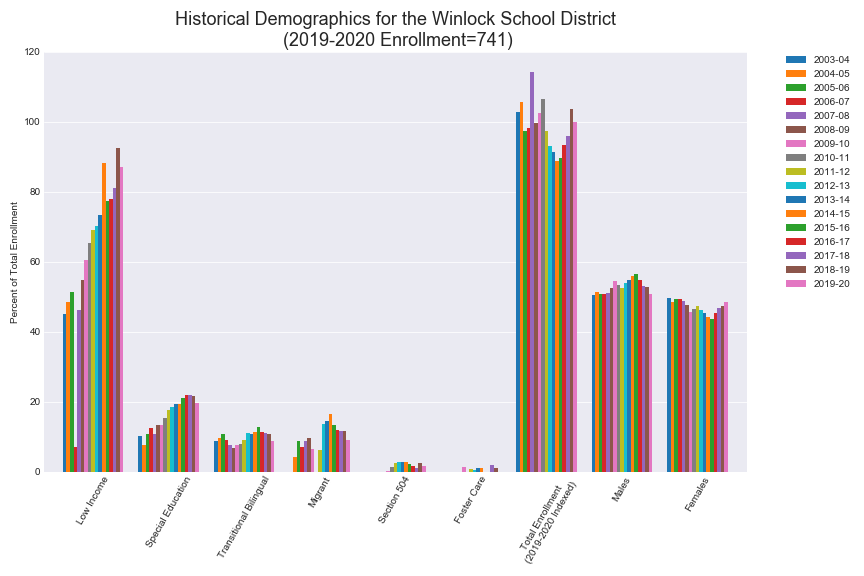 Historical Demographics for the Winlock School District
(2019-2020 Enrollment=741)
120
100
80
60
40
20
0
Percent of Total Enrollment
Low Income
Special Education
Transitional Bilingual
Migrant
Section 504
Foster Care
Total Enrollment
(2019-2020 Indexed)
Males
Females
2003-04
2004-05
2005-06
2006-07
2007-08
2008-09
2009-10
2010-11
2011-12
2012-13
2013-14
2014-15
2015-16
2016-17
2017-18
2018-19
2019-20